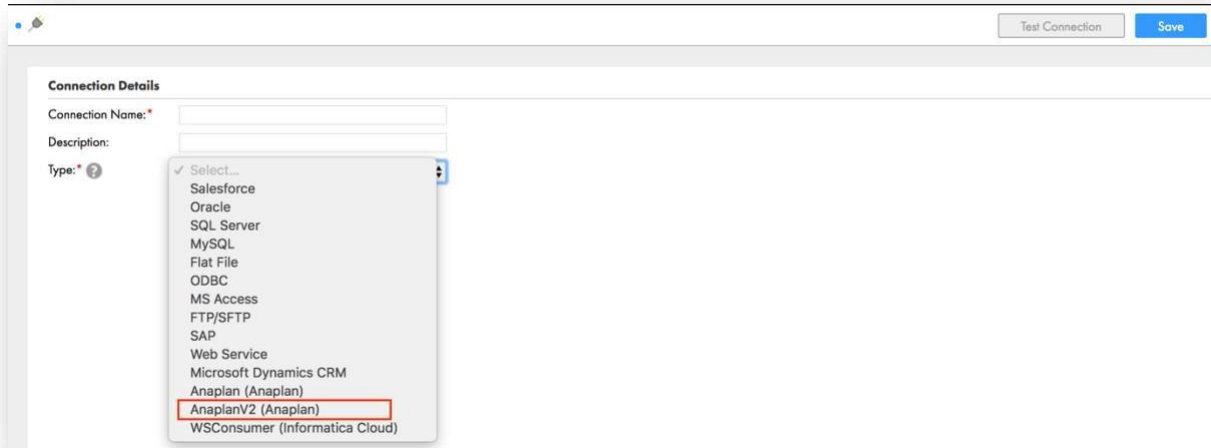 Test Connection Save
Connection Details
Connection Name:*
Description:
Type:* ?
✓ Select...
Salesforce
Oracle
SQL Server
MySQL
Flat File
ODBC
MS Access
FTP/SFTP
SAP
Web Service
Microsoft Dynamics CRM
Anaplan (Anaplan)
AnaplanV2 (Anaplan)
WSConsumer (Informatica Cloud)